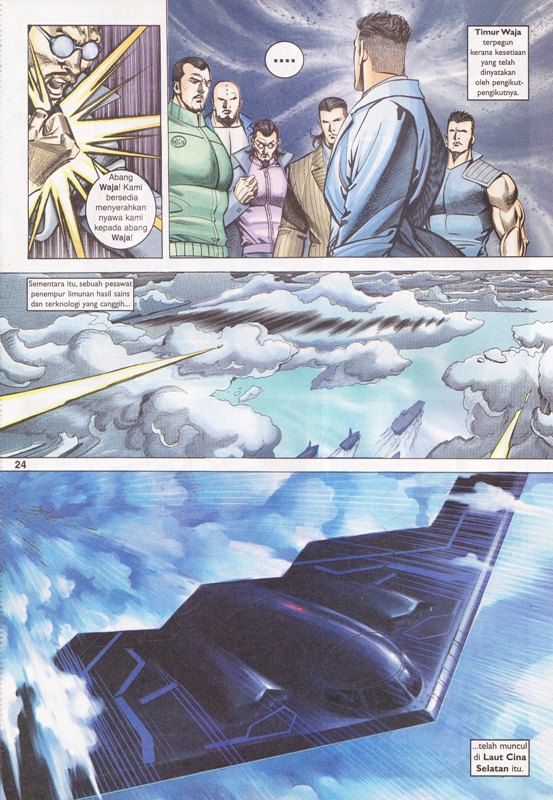 Abang
Waja! Kami
bersedia
menyerahkan
nyawa kami
kepada abang
Waja!
....
Timur Waja
terpegun
kerana kesetiaan
yang telah
dinyatakan
oleh pengikut-
pengikutnya.
Sementara itu, sebuah pesawat
penempur limunan hasil sains
dan terknologi yang canggih...
24
...telah muncul
di Laut Cina
Selatan itu.